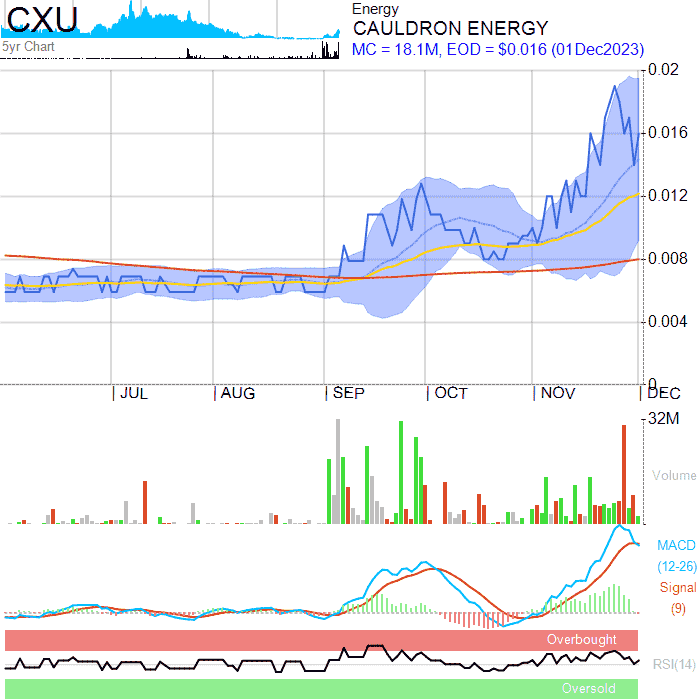 CXU
5yr Chart
Energy
CAULDRON ENERGY
MC = 18.1M, EOD = $0.016 (01Dec2023)
0.02
0.016
0.012
0.008
0.004
0
JUL AUG SEP OCT NOV DEC
32M
Volume
MACD
(12-26)
Signal
(9)
Overbought
RSI(14)
Oversold